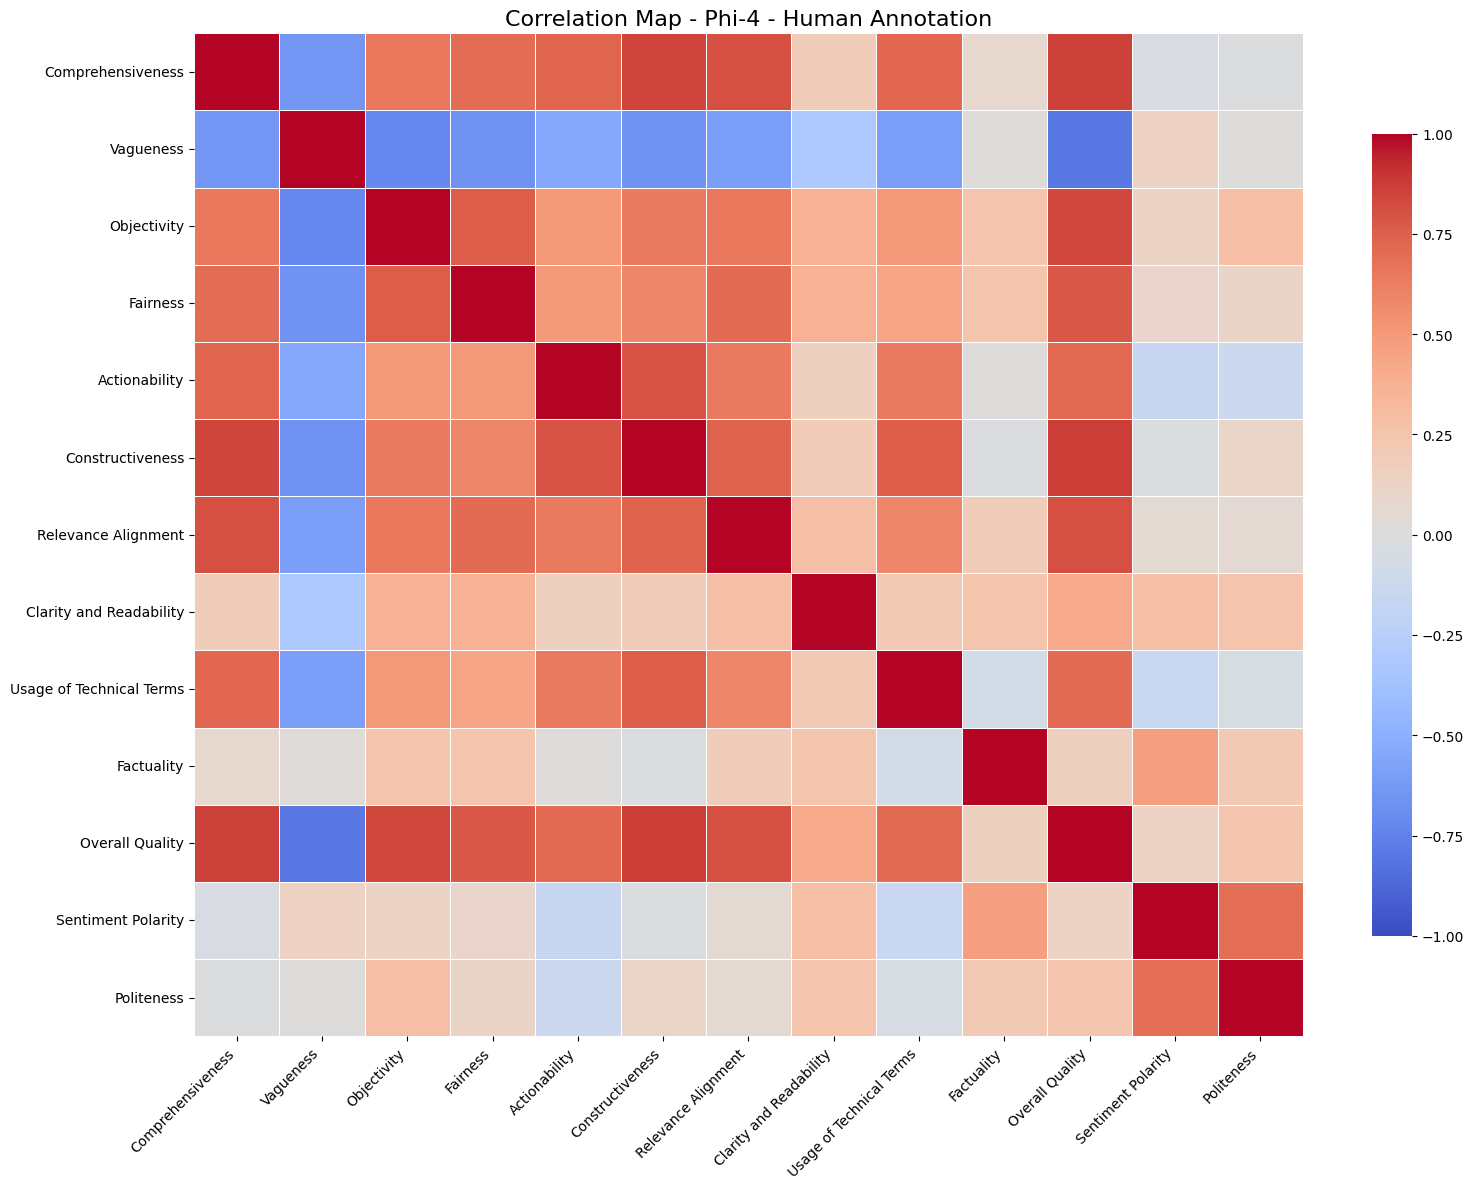 Correlation Map - Phi-4 - Human Annotation
Comprehensiveness
Vagueness
Objectivity
Fairness
Actionability
Constructiveness
Relevance Alignment
Clarity and Readability
Usage of Technical Terms
Factuality
Overall Quality
Sentiment Polarity
Politeness
Comprehensiveness
Vagueness
Objectivity
Fairness
Actionability
Constructiveness
Relevance Alignment
Clarity and Readability
Usage of Technical Terms
Factuality
Overall Quality
Sentiment Polarity
Politeness
1.00
0.75
0.50
0.25
0.00
−0.25
−0.50
−0.75
−1.00